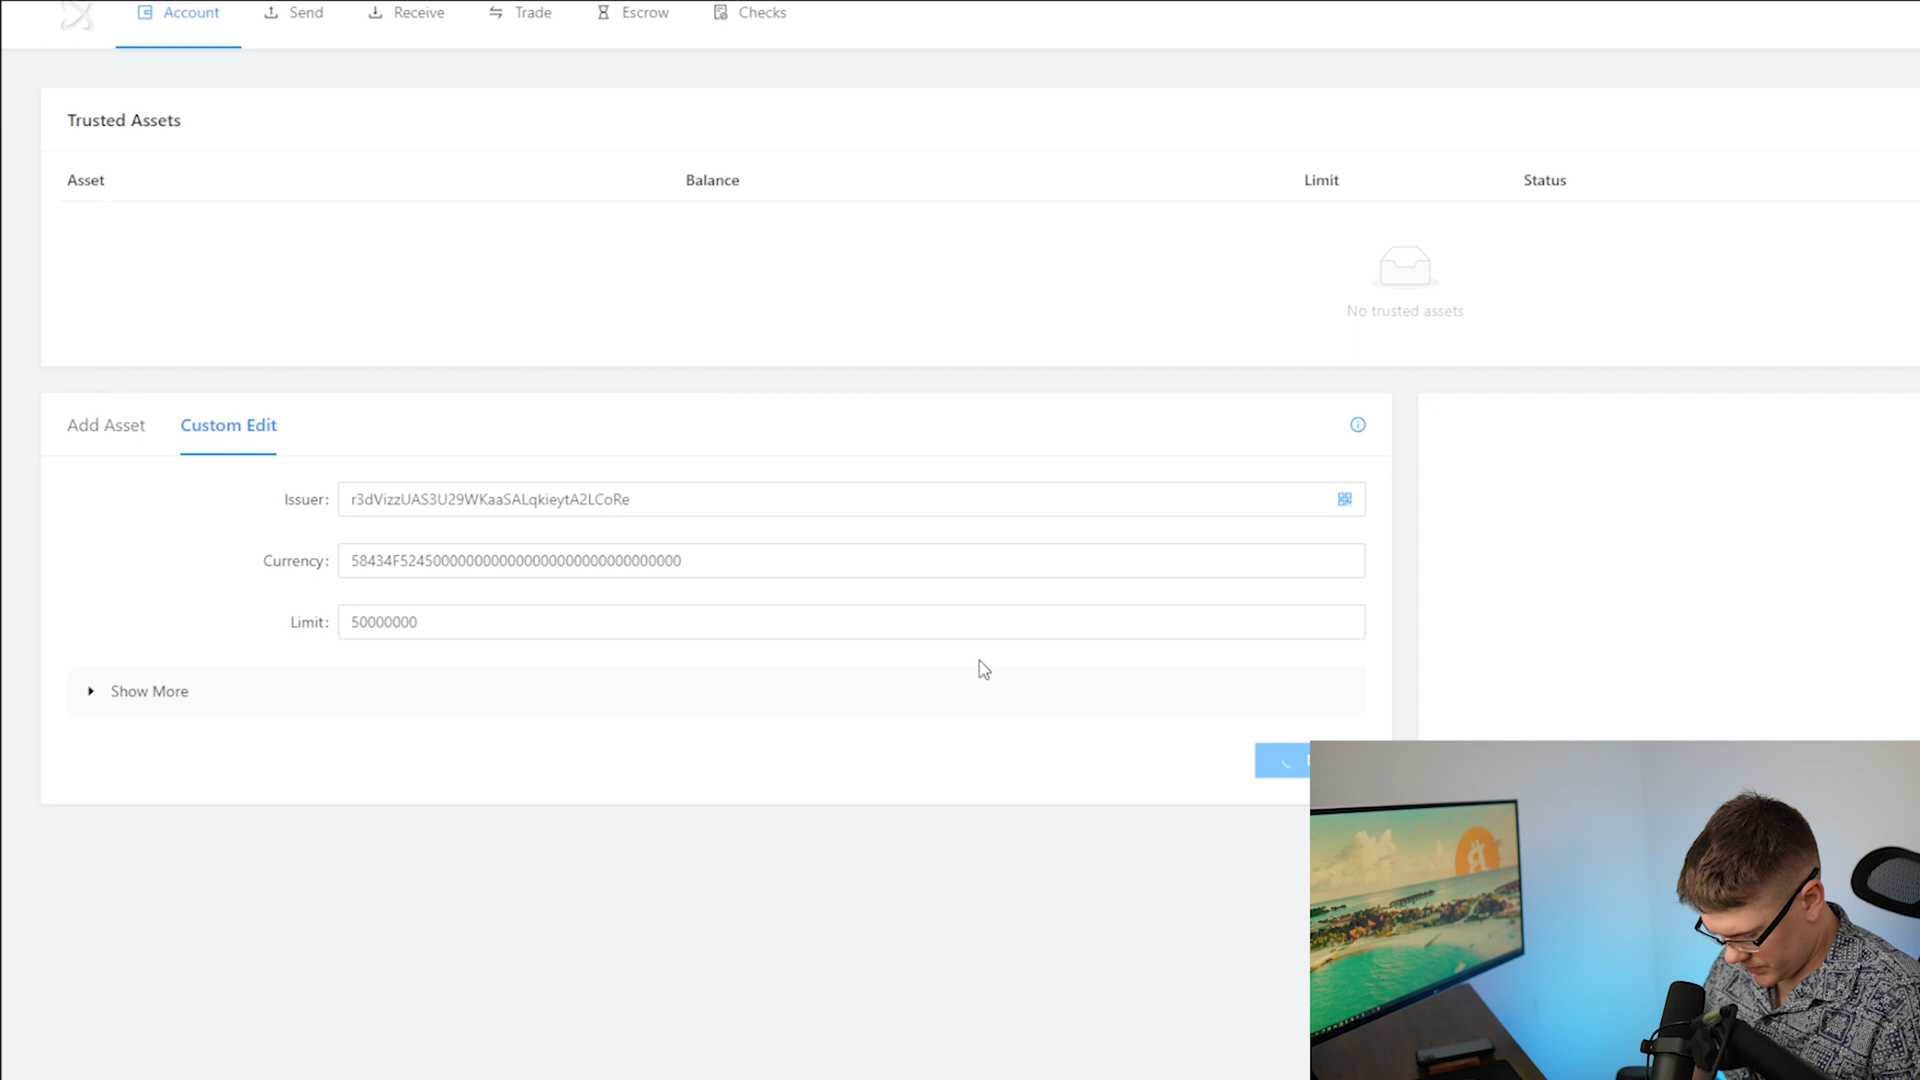 Account Send Receive Trade Escrow Checks
Trusted Assets
Asset Balance Limit Status
No trusted assets
Add Asset Custom Edit
Issuer: r3dVizzUAS3U29WKaaSALqkieytA2LCoRe
Currency: 58434F5245000000000000000000000000000000
Limit: 50000000
Show More